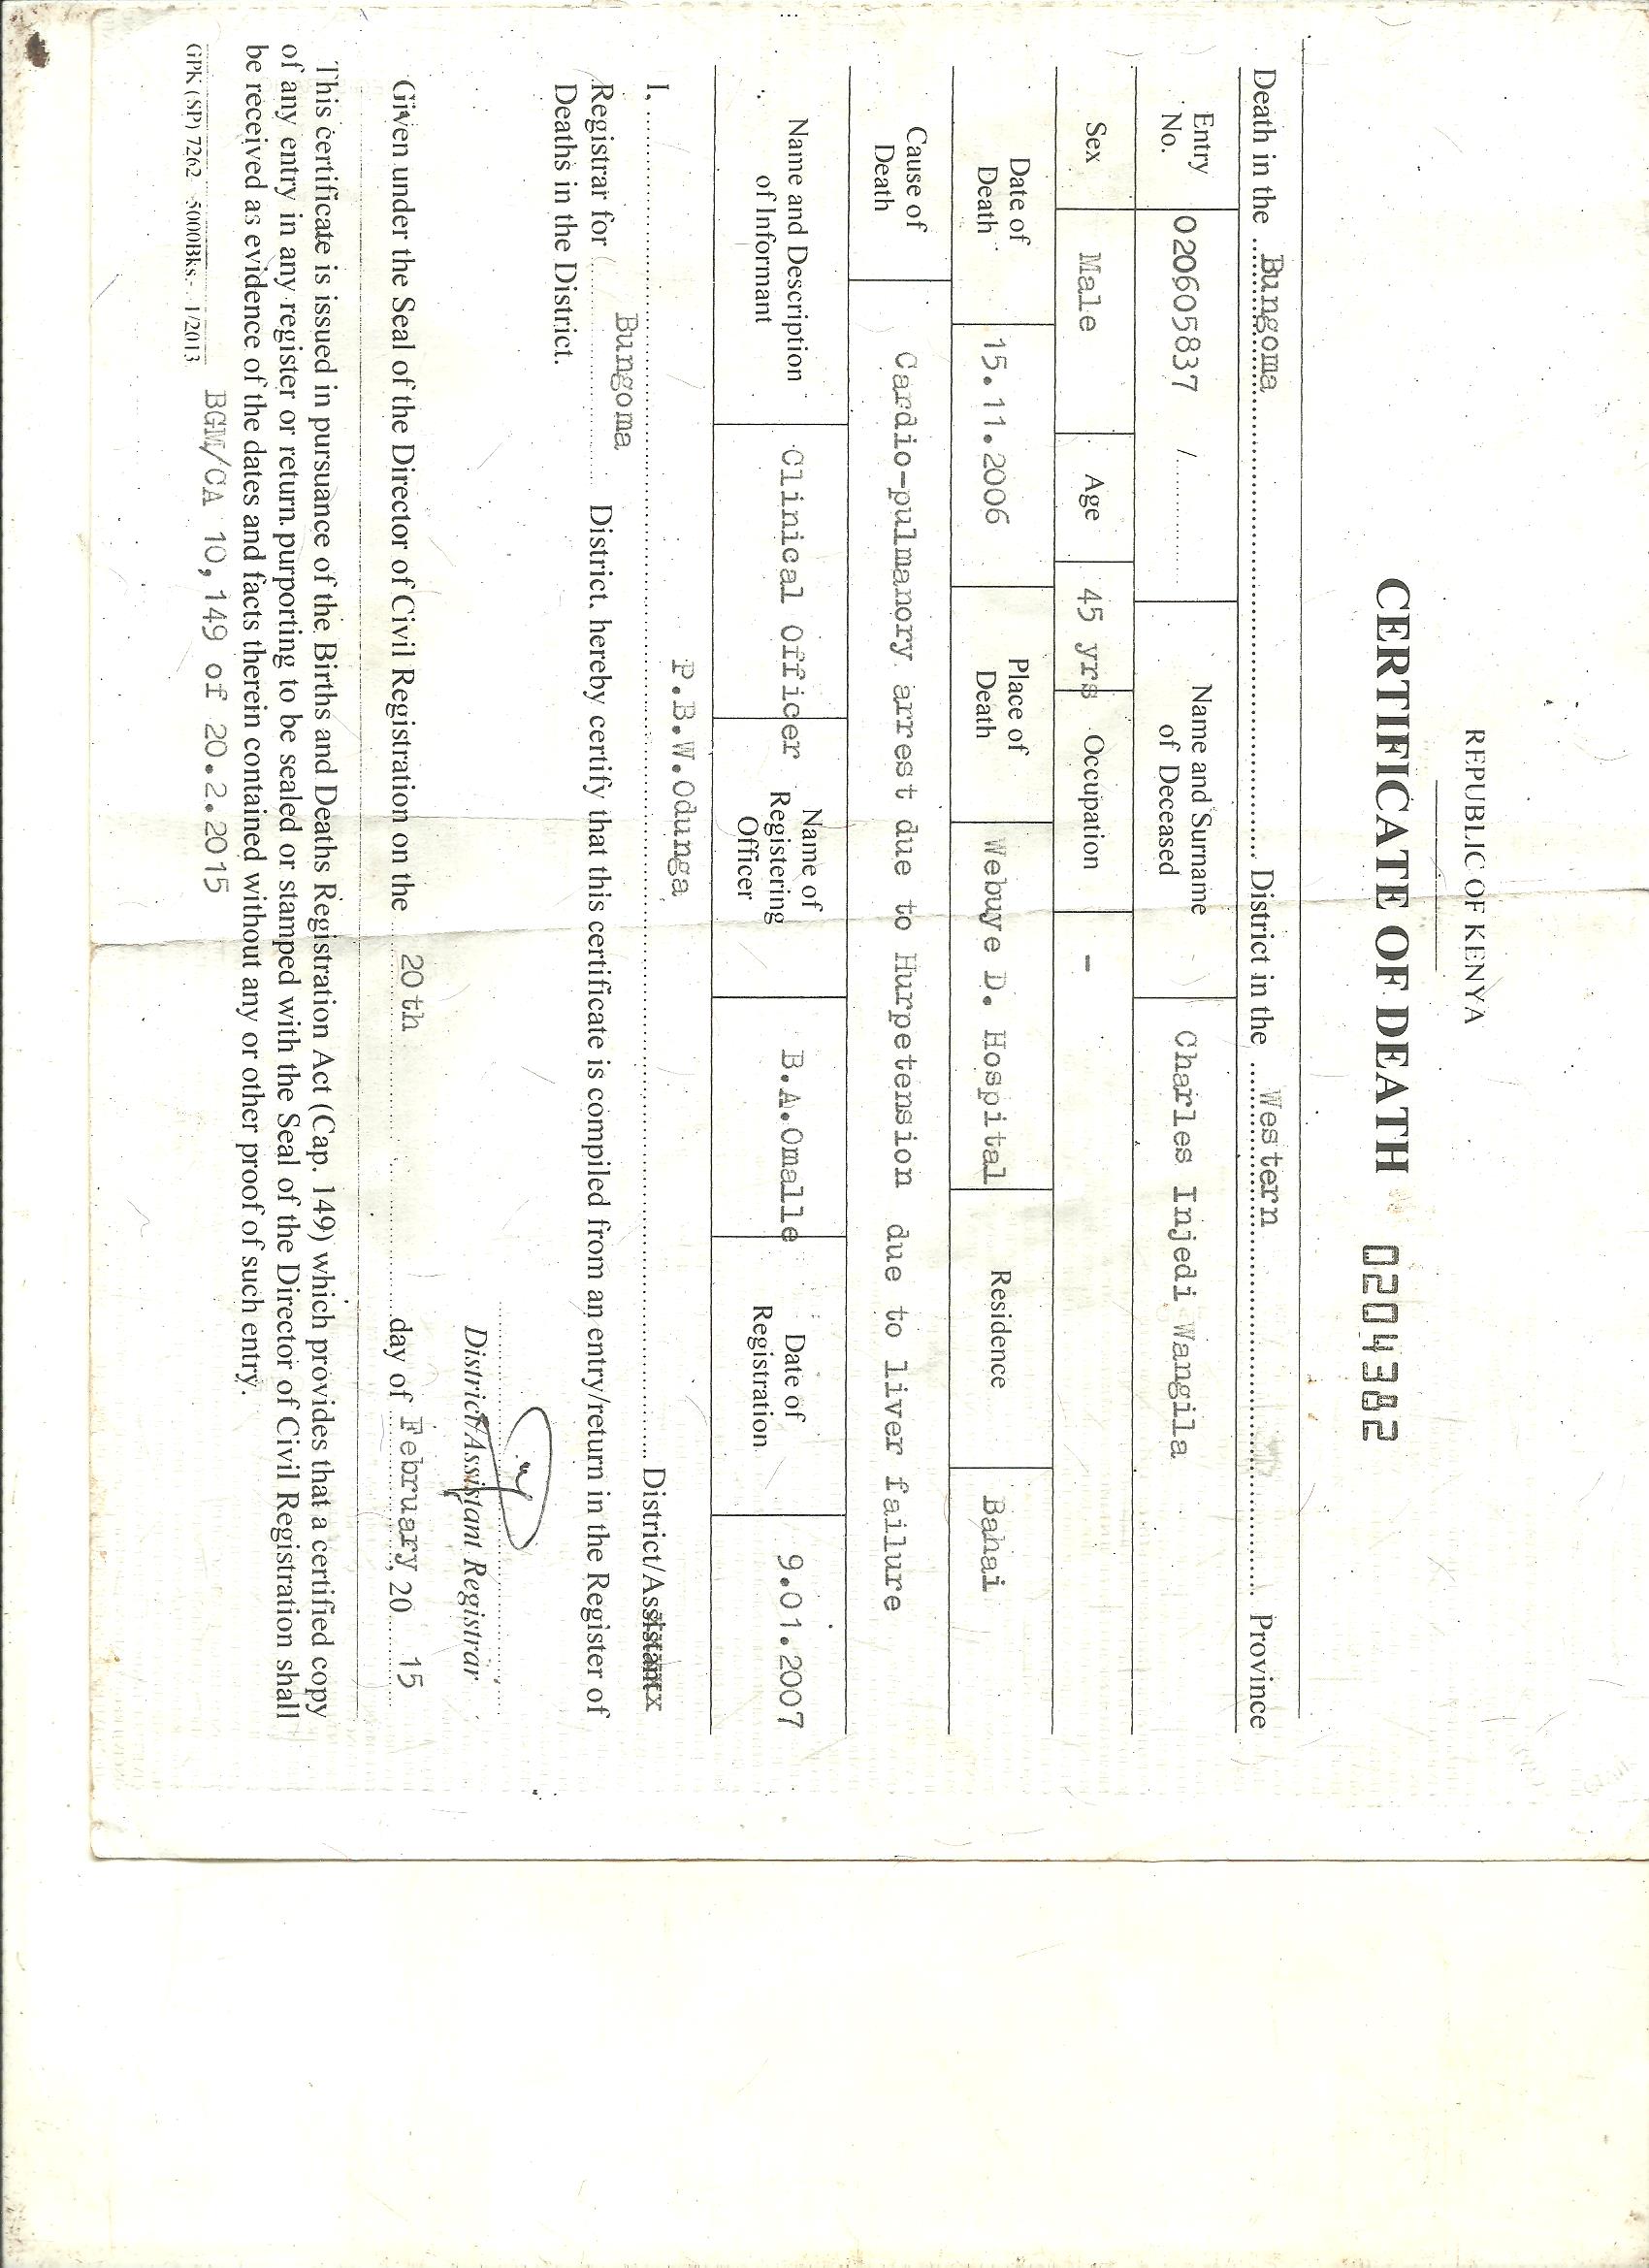 REPUBLIC OF KENYA
CERTIFICATE OF DEATH 0204382
Death in the Bungoma District in the Western Province
Entry No. 020605837 / Name and Surname of Deceased Charles Injedi Wangila
Sex Male Age 45 yrs Occupation -
Date of Death 15.11.2006 Place of Death Webuye D. Hospital Residence Bahai
Cause of Death Cardio-pulmanory arrest due to Hurpetension due to liver failure
Name and Description of Informant Clinical Officer Name of Registering Officer B.A.Omalle Date of Registration 9.01.2007
I, P.B.W.Odunga District/Assistant
Registrar for Bungoma District, hereby certify that this certificate is compiled from an entry/return in the Register of
Deaths in the District.
District/Assistant Registrar
Given under the Seal of the Director of Civil Registration on the 20th day of February, 20 15
This certificate is issued in pursuance of the Births and Deaths Registration Act (Cap. 149) which provides that a certified copy
of any entry in any register or return purporting to be sealed or stamped with the Seal of the Director of Civil Registration shall
be received as evidence of the dates and facts therein contained without any or other proof of such entry.
GPK (SP) 7262—5000Bks.- 1/2013
BGM/CA 10,149 of 20.2.2015